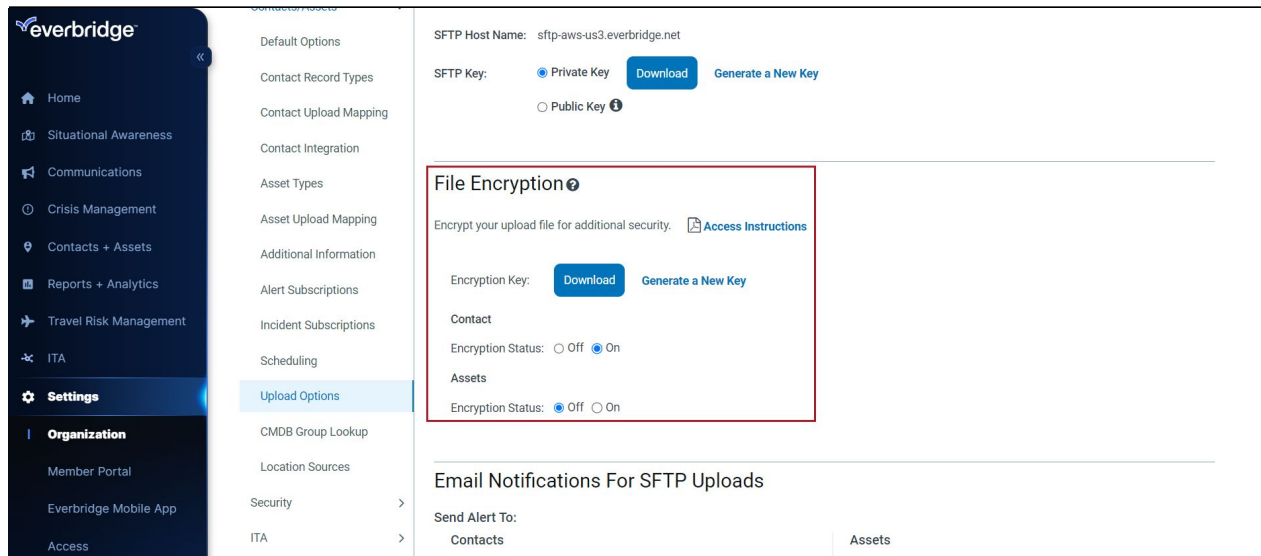 everbridge
Home
Situational Awareness
Communications
Crisis Management
Contacts + Assets
Reports + Analytics
Travel Risk Management
ITA
Settings
Organization
Member Portal
Everbridge Mobile App
Access
Contacts/Assets
Default Options
Contact Record Types
Contact Upload Mapping
Contact Integration
Asset Types
Asset Upload Mapping
Additional Information
Alert Subscriptions
Incident Subscriptions
Scheduling
Upload Options
CMDB Group Lookup
Location Sources
Security
ITA
SFTP Host Name: sftp-aws-us3.everbridge.net
SFTP Key: Private Key Download Generate a New Key
Public Key
File Encryption
Encrypt your upload file for additional security. Access Instructions
Encryption Key: Download Generate a New Key
Contact
Encryption Status: Off On
Assets
Encryption Status: Off On
Email Notifications For SFTP Uploads
Send Alert To:
Contacts Assets